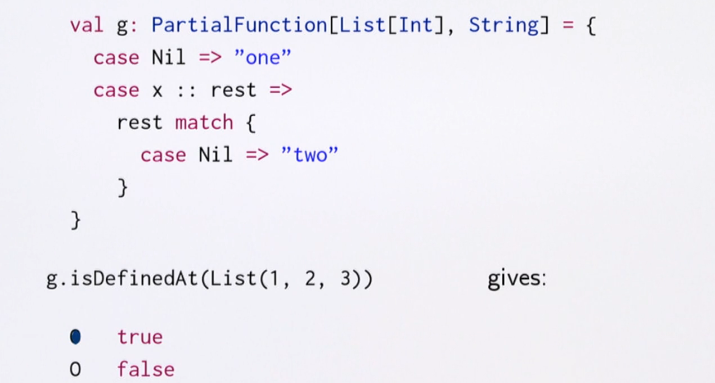 val g: PartialFunction[List[Int], String] = {
case Nil => ”one”
case x :: rest =>
rest match {
case Nil => ”two”
}
}
g.isDefinedAt(List(1, 2, 3)) gives:
true
O false